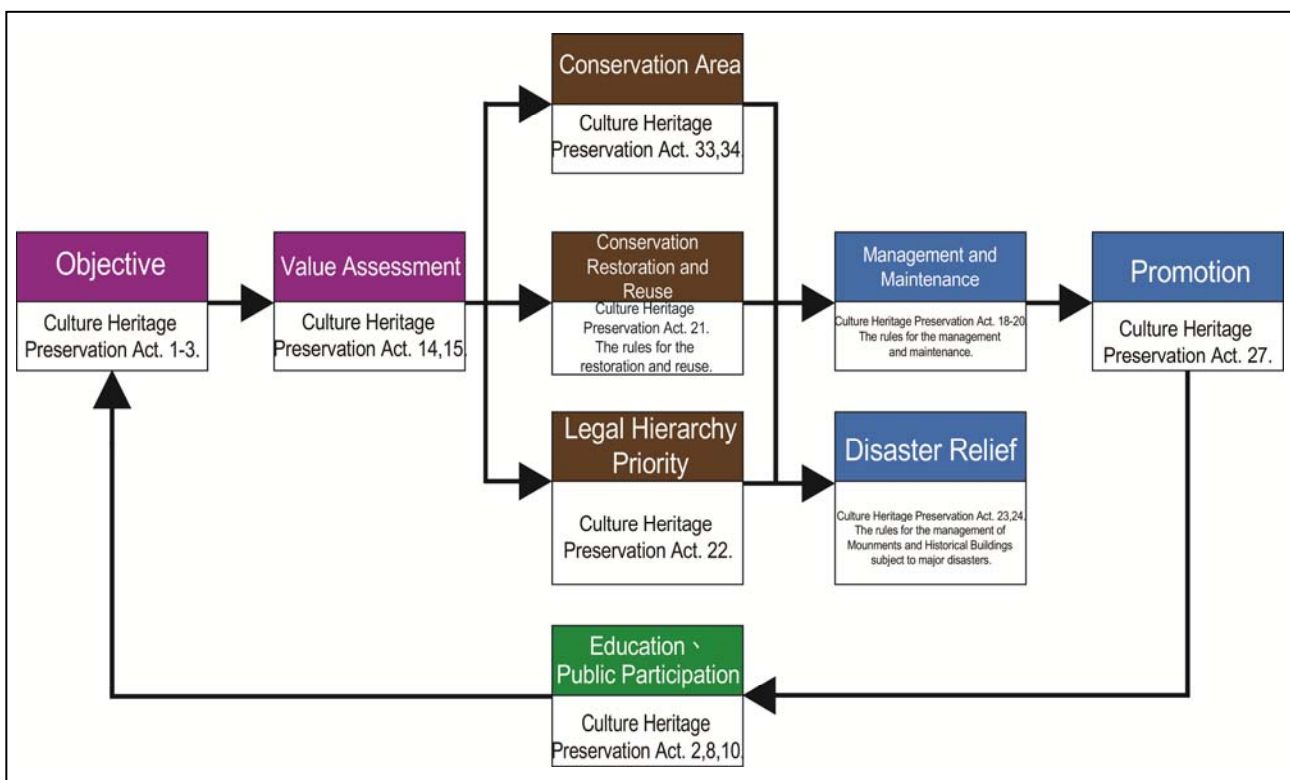 Conservation Area
Culture Heritage
Preservation Act. 33,34.
Objective
Culture Heritage
Preservation Act. 1-3.
Value Assessment
Culture Heritage
Preservation Act. 14,15.
Conservation
Restoration and
Reuse
Culture Heritage
Preservation Act. 21.
The rules for the
restoration and reuse.
Management and
Maintenance
Culture Heritage Preservation Act. 18-20.
The rules for the management
and maintenance.
Promotion
Culture Heritage
Preservation Act. 27.
Legal Hierarchy
Priority
Culture Heritage
Preservation Act. 22.
Disaster Relief
Culture Heritage Preservation Act. 23,24.
The rules for the management of
Mounments and Historical Buildings
subject to major disasters.
Education、
Public Participation
Culture Heritage
Preservation Act. 2,8,10.